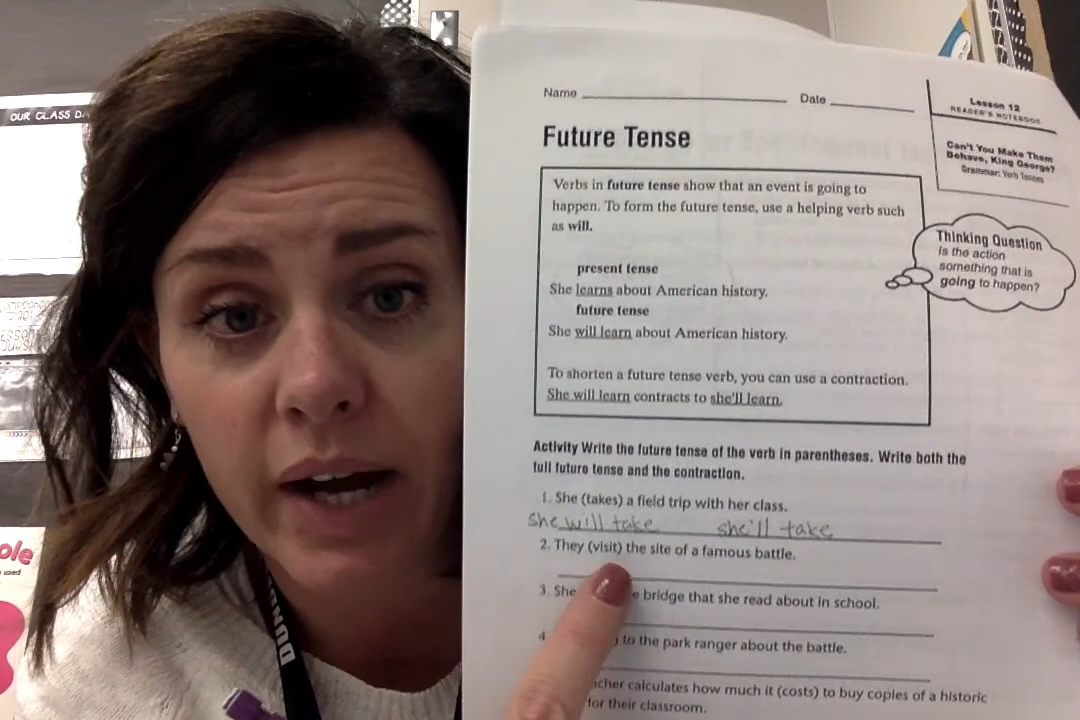 OUR CLASS DA
Name Date
Lesson 12
READER'S NOTEBOOK
Future Tense
Can't You Make Them
Behave, King George?
Grammar: Verb Tenses
Verbs in future tense show that an event is going to
happen. To form the future tense, use a helping verb such
as will.
Thinking Question
Is the action
something that is
going to happen?
present tense
She learns about American history.
future tense
She will learn about American history.
To shorten a future tense verb, you can use a contraction.
She will learn contracts to she'll learn.
Activity Write the future tense of the verb in parentheses. Write both the
full future tense and the contraction.
1. She (takes) a field trip with her class.
she will take she'll take
2. They (visit) the site of a famous battle.
3. She bridge that she read about in school.
4 ) to the park ranger about the battle.
acher calculates how much it (costs) to buy copies of a historic
for their classroom.
ole
used
DUN